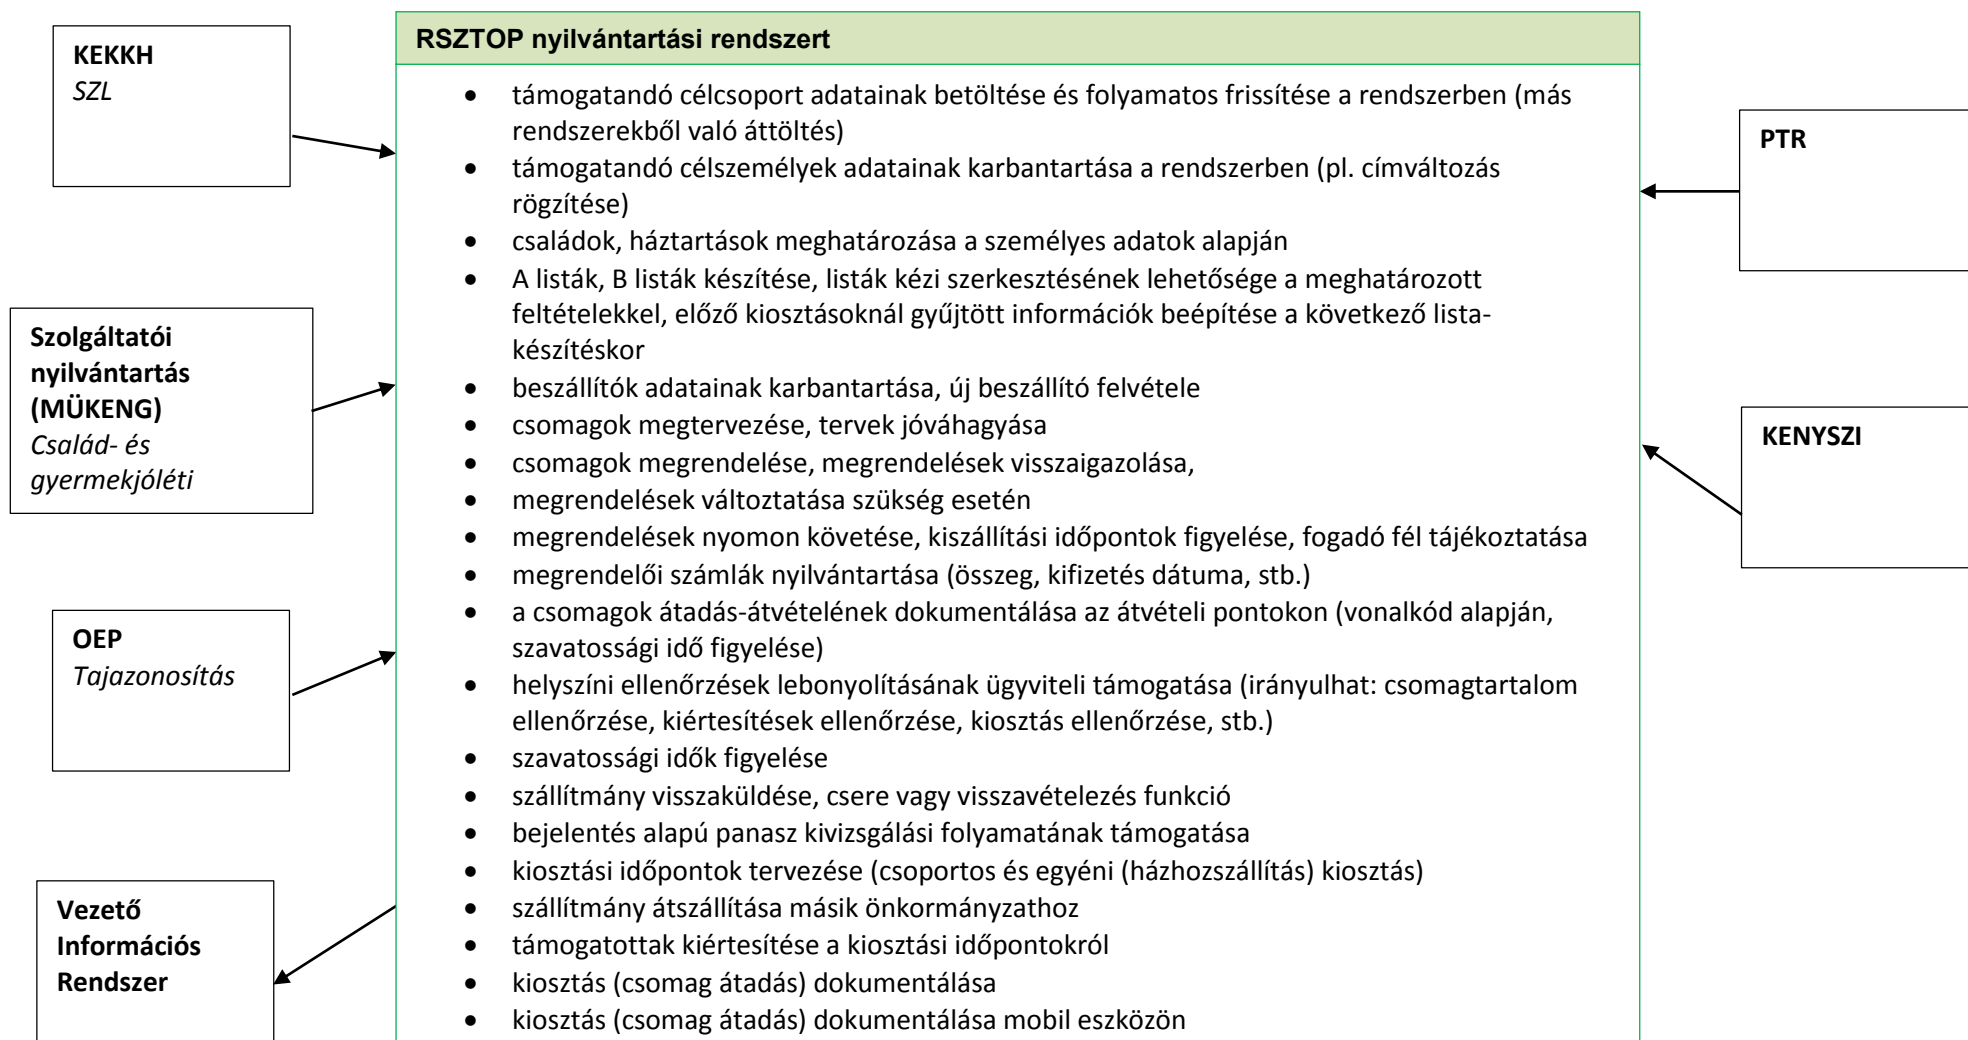 KEKKH
SZL
Szolgáltatói
nyilvántartás
(MÜKENG)
Család- és
gyermekjóléti
OEP
Tajazonosítás
Vezető
Információs
Rendszer
RSZTOP nyilvántartási rendszert
• támogatandó célcsoport adatainak betöltése és folyamatos frissítése a rendszerben (más
rendszerekből való áttöltés)
• támogatandó célszemélyek adatainak karbantartása a rendszerben (pl. címváltozás
rögzítése)
• családok, háztartások meghatározása a személyes adatok alapján
• A listák, B listák készítése, listák kézi szerkesztésének lehetősége a meghatározott
feltételekkel, előző kiosztásoknál gyűjtött információk beépítése a következő lista-
készítéskor
• beszállítók adatainak karbantartása, új beszállító felvétele
• csomagok megtervezése, tervek jóváhagyása
• csomagok megrendelése, megrendelések visszaigazolása,
• megrendelések változtatása szükség esetén
• megrendelések nyomon követése, kiszállítási időpontok figyelése, fogadó fél tájékoztatása
• megrendelői számlák nyilvántartása (összeg, kifizetés dátuma, stb.)
• a csomagok átadás-átvételének dokumentálása az átvételi pontokon (vonalkód alapján,
szavatossági idő figyelése)
• helyszíni ellenőrzések lebonyolításának ügyviteli támogatása (irányulhat: csomagtartalom
ellenőrzése, kiértesítések ellenőrzése, kiosztás ellenőrzése, stb.)
• szavatossági idők figyelése
• szállítmány visszaküldése, csere vagy visszavételezés funkció
• bejelentés alapú panasz kivizsgálási folyamatának támogatása
• kiosztási időpontok tervezése (csoportos és egyéni (házhozszállítás) kiosztás)
• szállítmány átszállítása másik önkormányzathoz
• támogatottak kiértesítése a kiosztási időpontokról
• kiosztás (csomag átadás) dokumentálása
• kiosztás (csomag átadás) dokumentálása mobil eszközön
PTR
KENYSZI